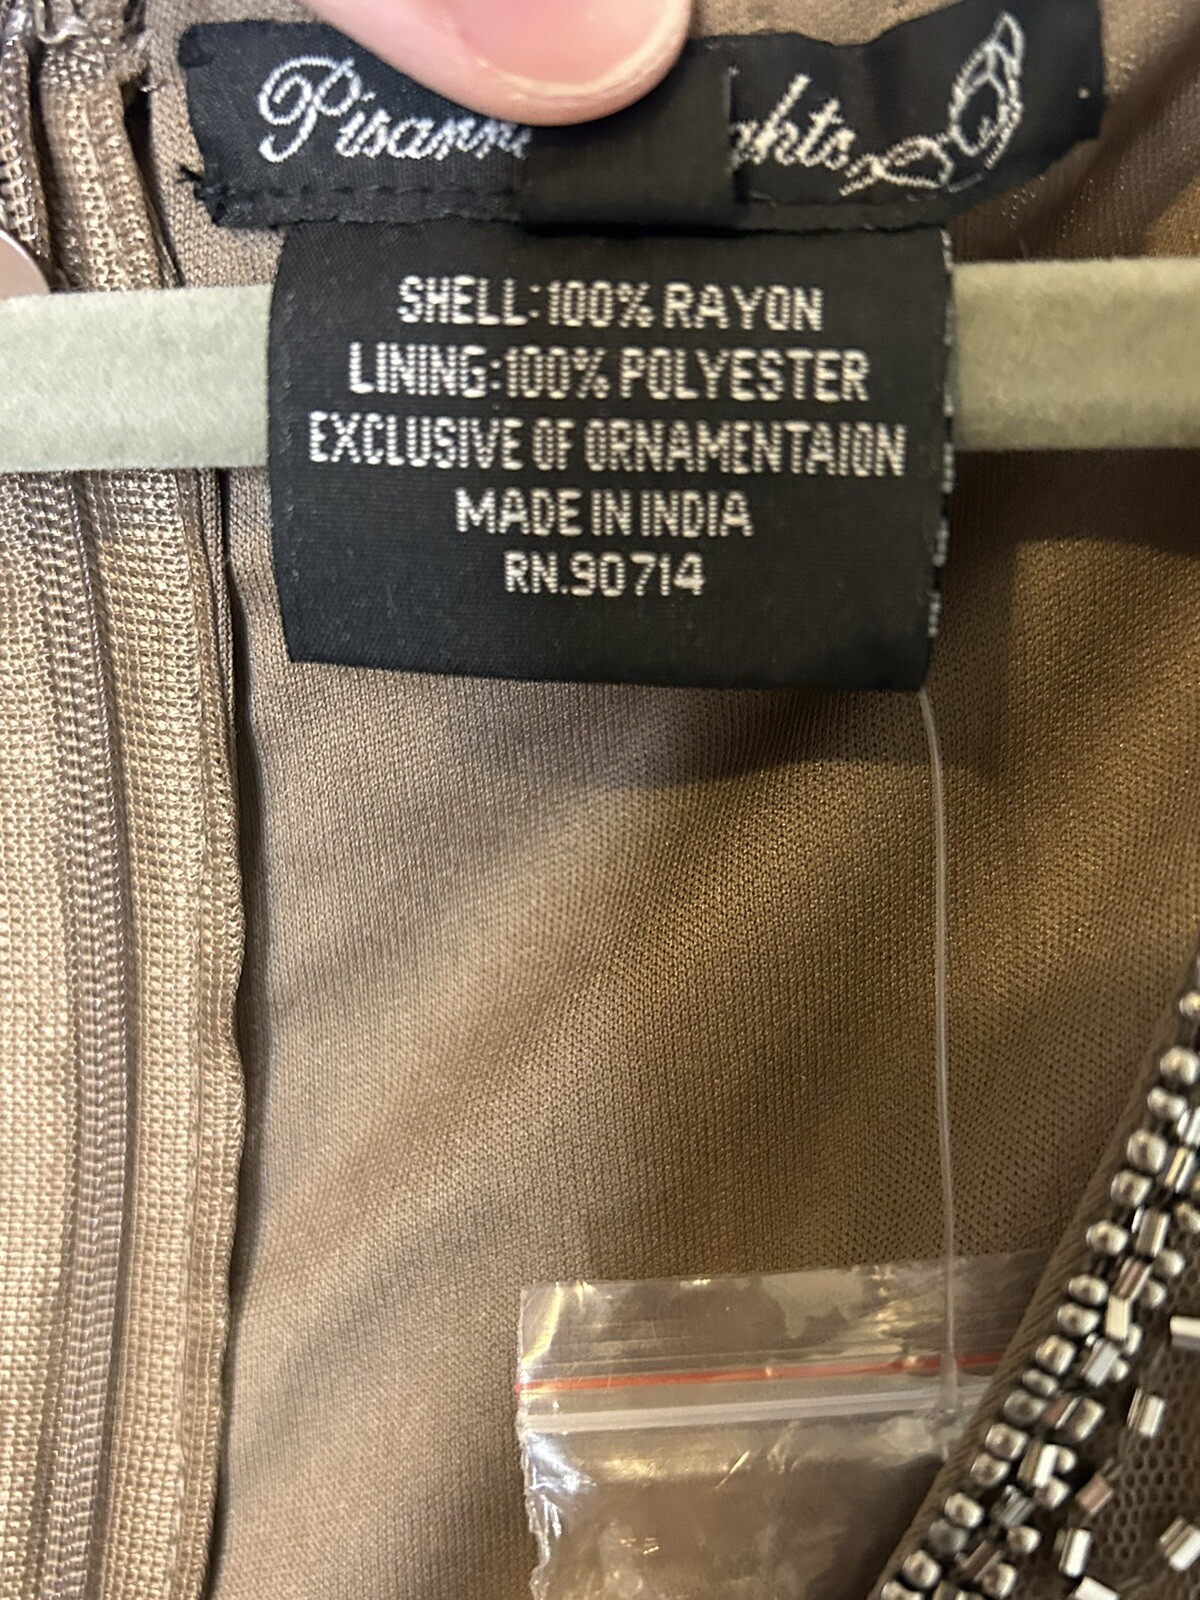 SHELL:100% RAYON
LINING:100% POLYESTER
EXCLUSIVE OF ORNAMENTAION
MADE IN INDIA
RN.90714